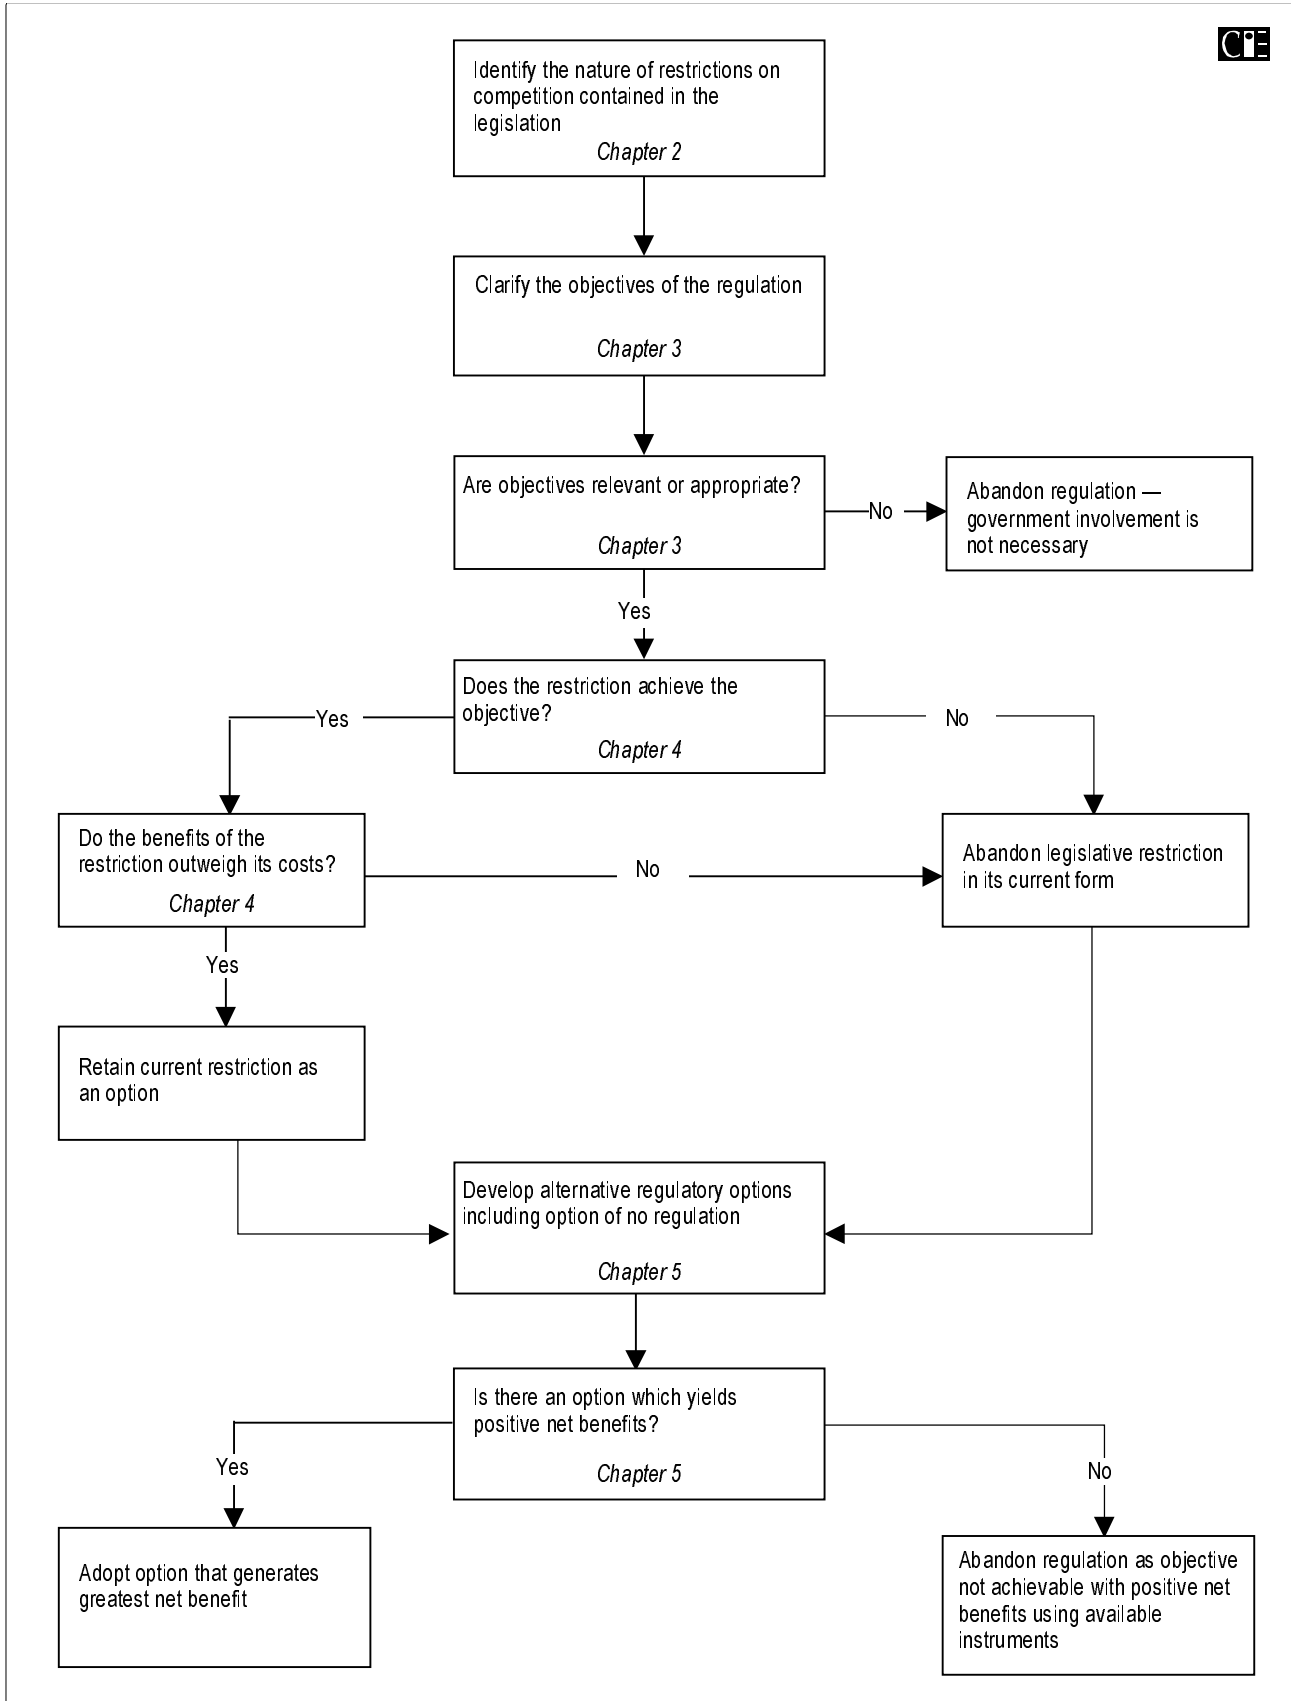 CIE
Identify the nature of restrictions on
competition contained in the
legislation
Chapter 2
Clarify the objectives of the regulation
Chapter 3
Are objectives relevant or appropriate?
Chapter 3
No
Abandon regulation —
government involvement is
not necessary
Yes
Does the restriction achieve the
objective?
Chapter 4
Yes
No
Do the benefits of the
restriction outweigh its costs?
Chapter 4
No
Abandon legislative restriction
in its current form
Yes
Retain current restriction as
an option
Develop alternative regulatory options
including option of no regulation
Chapter 5
Is there an option which yields
positive net benefits?
Chapter 5
Yes
No
Adopt option that generates
greatest net benefit
Abandon regulation as objective
not achievable with positive net
benefits using available
instruments